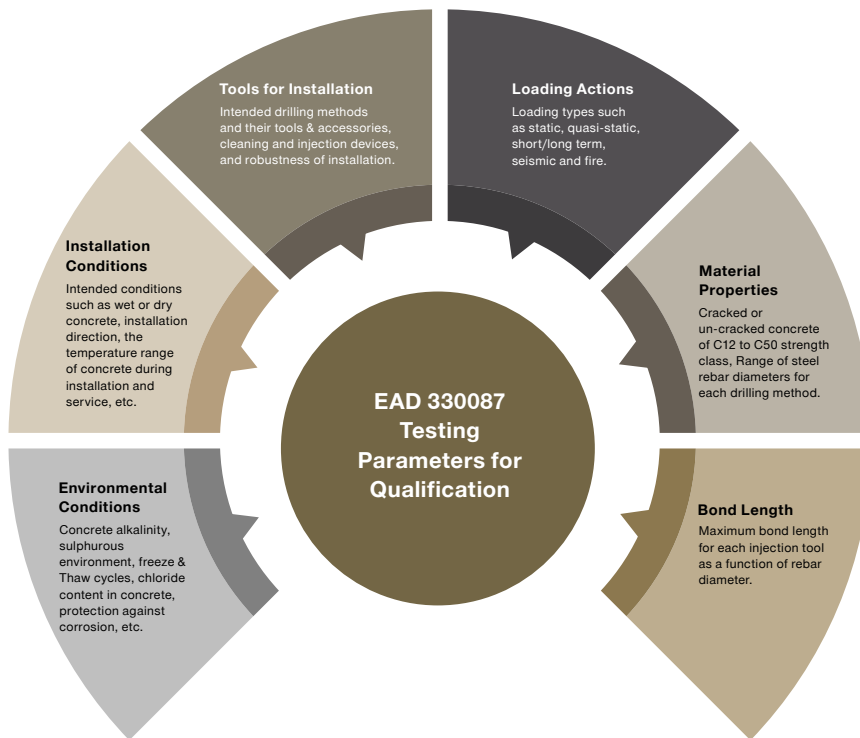 Tools for Installation
Intended drilling methods
and their tools & accessories,
cleaning and injection devices,
and robustness of installation.
Loading Actions
Loading types such
as static, quasi-static,
short/long term,
seismic and fire.
Installation
Conditions
Intended conditions
such as wet or dry
concrete, installation
direction, the
temperature range
of concrete during
installation and
service, etc.
Material
Properties
Cracked or
un-cracked concrete
of C12 to C50 strength
class, Range of steel
rebar diameters for
each drilling method.
EAD 330087
Testing
Parameters for
Qualification
Environmental
Conditions
Concrete alkalinity,
sulphurous
environment, freeze &
Thaw cycles, chloride
content in concrete,
protection against
corrosion, etc.
Bond Length
Maximum bond length
for each injection tool
as a function of rebar
diameter.